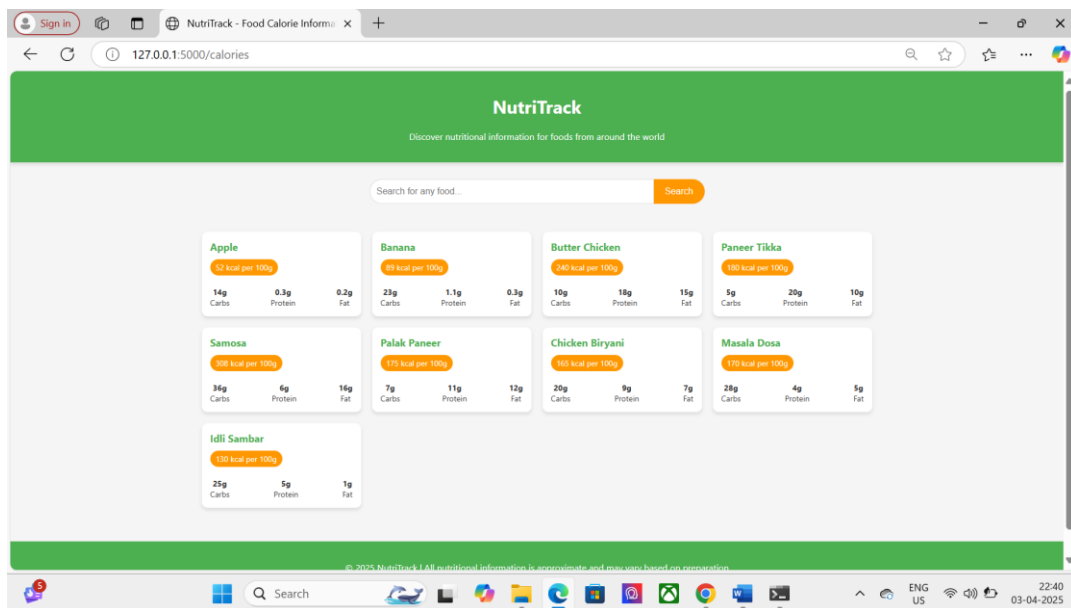 Sign in
NutriTrack - Food Calorie Informa
127.0.0.1:5000/calories
NutriTrack
Discover nutritional information for foods from around the world
Search for any food...
Search
Apple
52 kcal per 100g
14g 0.3g 0.2g
Carbs Protein Fat
Banana
89 kcal per 100g
23g 1.1g 0.3g
Carbs Protein Fat
Butter Chicken
240 kcal per 100g
10g 18g 15g
Carbs Protein Fat
Paneer Tikka
180 kcal per 100g
5g 20g 10g
Carbs Protein Fat
Samosa
308 kcal per 100g
36g 6g 16g
Carbs Protein Fat
Palak Paneer
175 kcal per 100g
7g 11g 12g
Carbs Protein Fat
Chicken Biryani
165 kcal per 100g
20g 9g 7g
Carbs Protein Fat
Masala Dosa
170 kcal per 100g
28g 4g 5g
Carbs Protein Fat
Idli Sambar
130 kcal per 100g
25g 5g 1g
Carbs Protein Fat
© 2025 NutriTrack | All nutritional information is approximate and may vary based on preparation
5
Search
ENG
US
22:40
03-04-2025